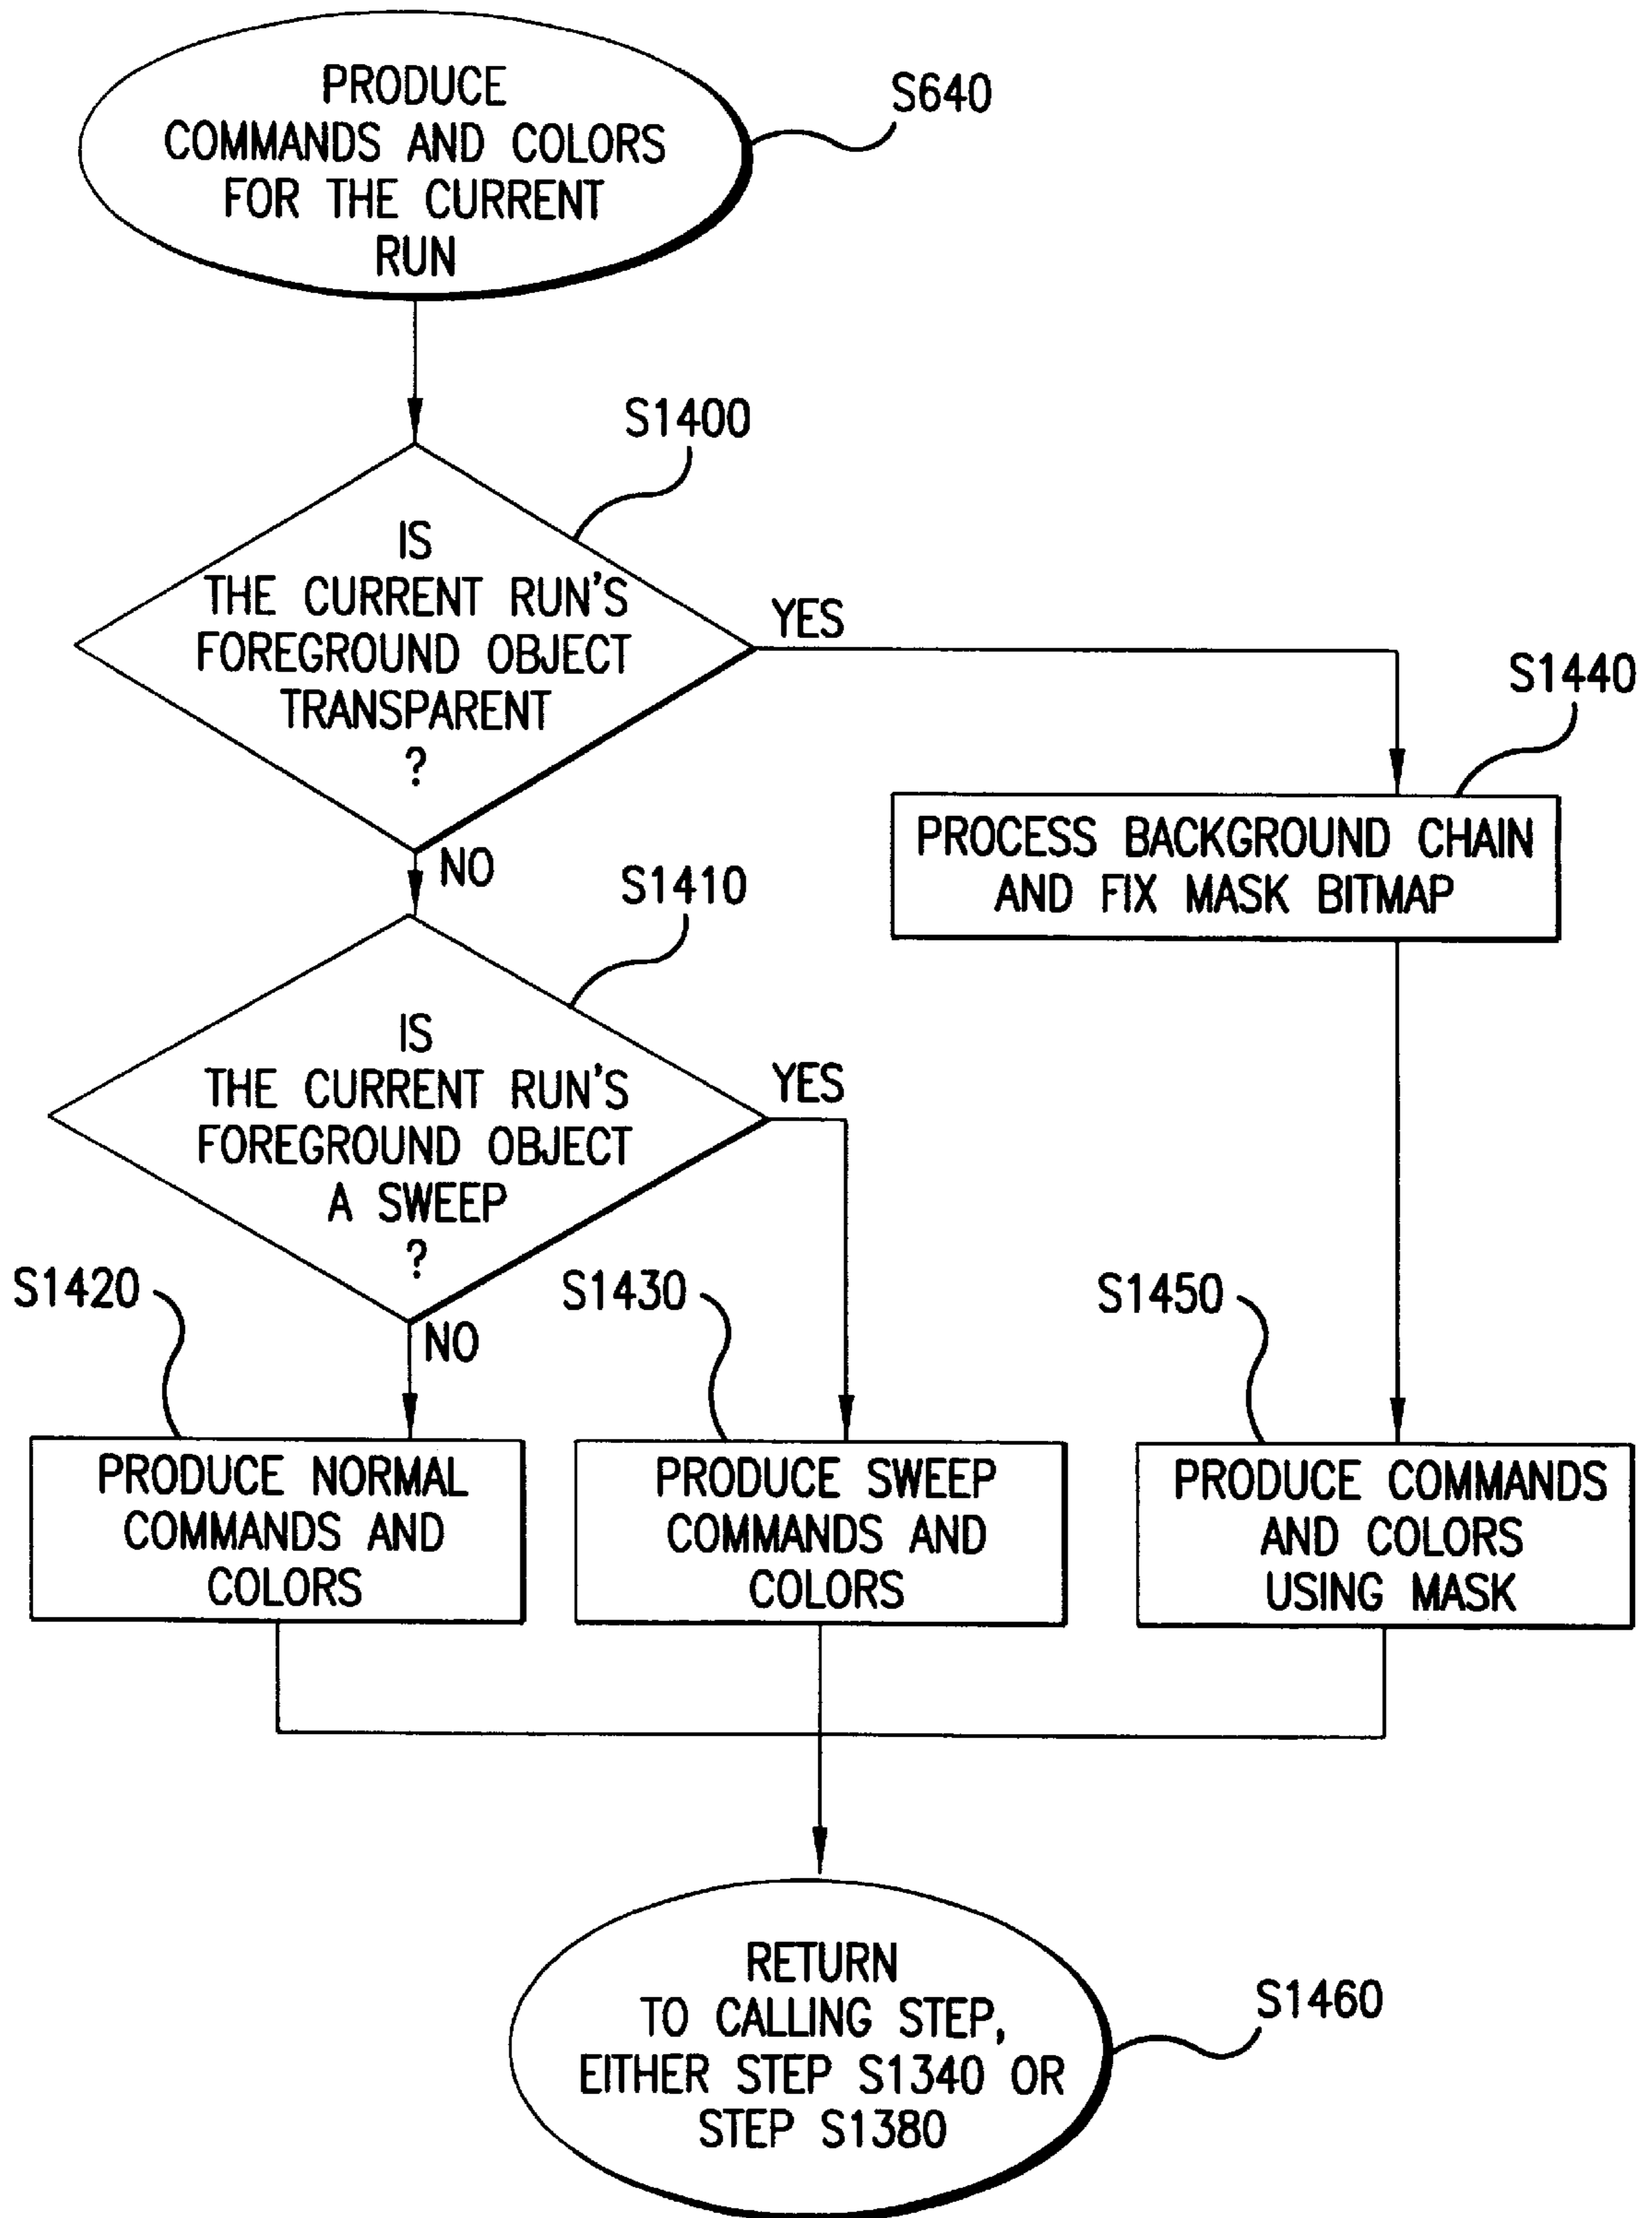 PRODUCE
COMMANDS AND COLORS
FOR THE CURRENT
RUN
S640
S1400
IS
THE CURRENT RUN'S
FOREGROUND OBJECT
TRANSPARENT
?
YES
NO
S1440
PROCESS BACKGROUND CHAIN
AND FIX MASK BITMAP
S1410
IS
THE CURRENT RUN'S
FOREGROUND OBJECT
A SWEEP
?
YES
NO
S1420
PRODUCE NORMAL
COMMANDS AND
COLORS
S1430
PRODUCE SWEEP
COMMANDS AND
COLORS
S1450
PRODUCE COMMANDS
AND COLORS
USING MASK
RETURN
TO CALLING STEP,
EITHER STEP S1340 OR
STEP S1380
S1460